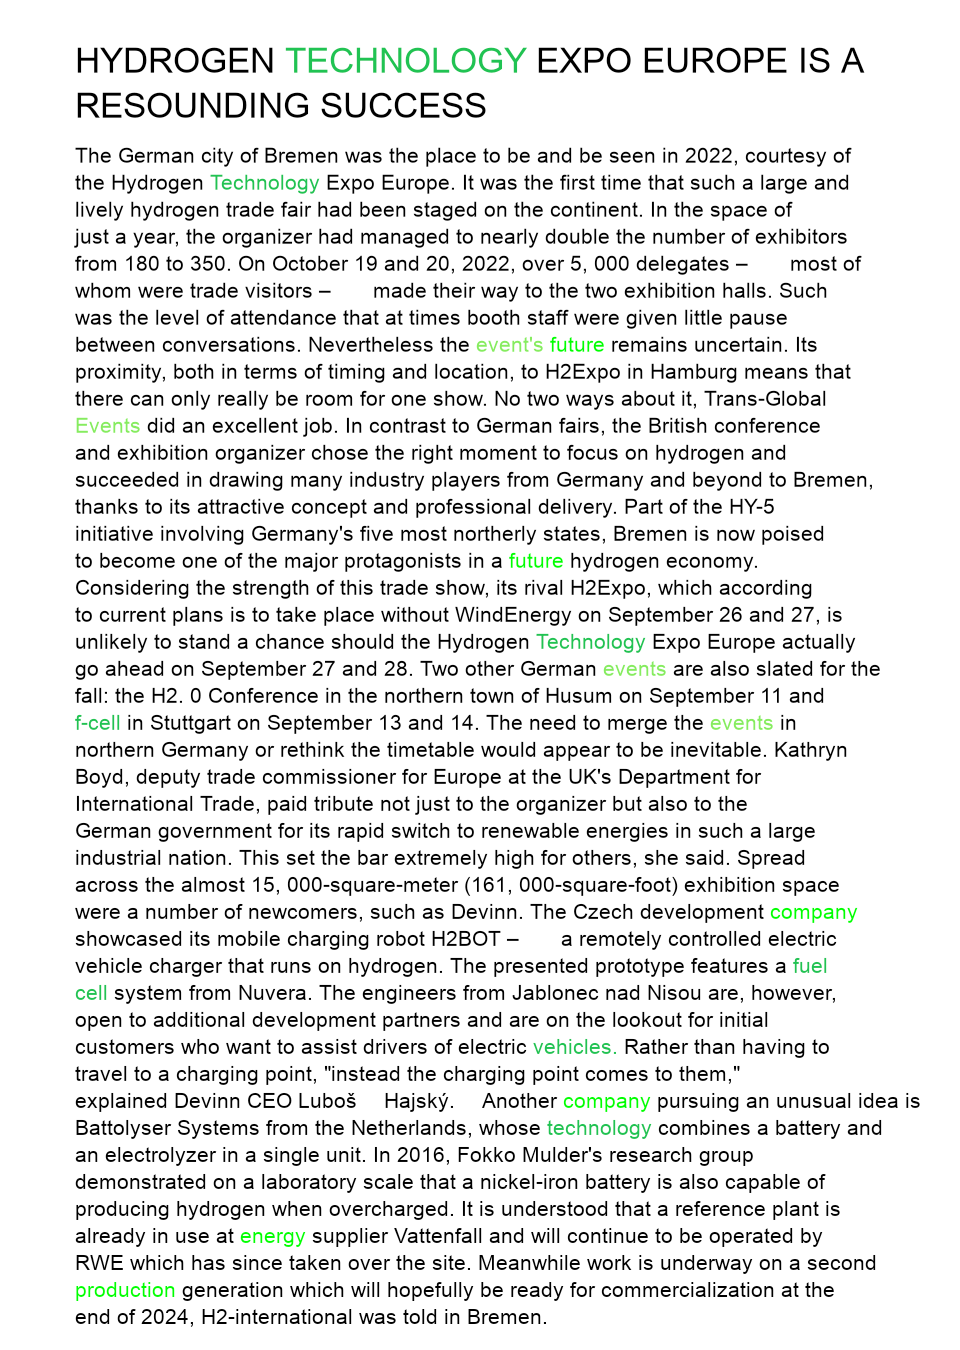 HYDROGEN TECHNOLOGY EXPO EUROPE IS A
RESOUNDING SUCCESS
The German city of Bremen was the place to be and be seen in 2022, courtesy of
the Hydrogen Technology Expo Europe. It was the first time that such a large and
lively hydrogen trade fair had been staged on the continent. In the space of
just a year, the organizer had managed to nearly double the number of exhibitors
from 180 to 350. On October 19 and 20, 2022, over 5, 000 delegates – most of
whom were trade visitors – made their way to the two exhibition halls. Such
was the level of attendance that at times booth staff were given little pause
between conversations. Nevertheless the event's future remains uncertain. Its
proximity, both in terms of timing and location, to H2Expo in Hamburg means that
there can only really be room for one show. No two ways about it, Trans-Global
Events did an excellent job. In contrast to German fairs, the British conference
and exhibition organizer chose the right moment to focus on hydrogen and
succeeded in drawing many industry players from Germany and beyond to Bremen,
thanks to its attractive concept and professional delivery. Part of the HY-5
initiative involving Germany's five most northerly states, Bremen is now poised
to become one of the major protagonists in a future hydrogen economy.
Considering the strength of this trade show, its rival H2Expo, which according
to current plans is to take place without WindEnergy on September 26 and 27, is
unlikely to stand a chance should the Hydrogen Technology Expo Europe actually
go ahead on September 27 and 28. Two other German events are also slated for the
fall: the H2. 0 Conference in the northern town of Husum on September 11 and
f-cell in Stuttgart on September 13 and 14. The need to merge the events in
northern Germany or rethink the timetable would appear to be inevitable. Kathryn
Boyd, deputy trade commissioner for Europe at the UK's Department for
International Trade, paid tribute not just to the organizer but also to the
German government for its rapid switch to renewable energies in such a large
industrial nation. This set the bar extremely high for others, she said. Spread
across the almost 15, 000-square-meter (161, 000-square-foot) exhibition space
were a number of newcomers, such as Devinn. The Czech development company
showcased its mobile charging robot H2BOT – a remotely controlled electric
vehicle charger that runs on hydrogen. The presented prototype features a fuel
cell system from Nuvera. The engineers from Jablonec nad Nisou are, however,
open to additional development partners and are on the lookout for initial
customers who want to assist drivers of electric vehicles. Rather than having to
travel to a charging point, "instead the charging point comes to them,"
explained Devinn CEO Luboš Hajský. Another company pursuing an unusual idea is
Battolyser Systems from the Netherlands, whose technology combines a battery and
an electrolyzer in a single unit. In 2016, Fokko Mulder's research group
demonstrated on a laboratory scale that a nickel-iron battery is also capable of
producing hydrogen when overcharged. It is understood that a reference plant is
already in use at energy supplier Vattenfall and will continue to be operated by
RWE which has since taken over the site. Meanwhile work is underway on a second
production generation which will hopefully be ready for commercialization at the
end of 2024, H2-international was told in Bremen.